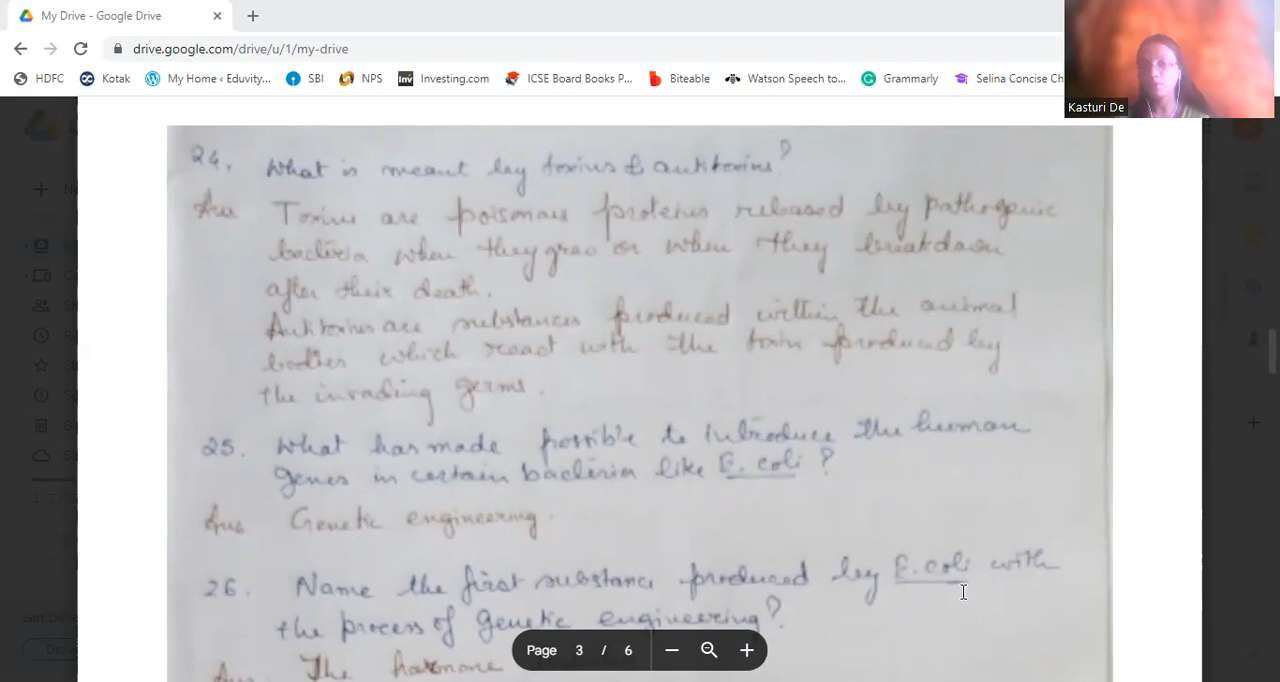 My Drive - Google Drive
drive.google.com/drive/u/1/my-drive
HDFC Kotak My Home ‹ Eduvity... SBI NPS Investing.com ICSE Board Books P... Biteable Watson Speech to... Grammarly Selina Concise Ch
Kasturi De
24. What is meant by toxins & antitoxins?
Ans Toxins are poisonous proteins released by pathogenic
bacteria when they grow or when they breakdown
after their death.
Antitoxins are substances produced within the animal
bodies which react with the toxin produced by
the invading germs.
25. What has made possible to introduce the human
genes in certain bacteria like E. coli?
Ans Genetic engineering.
26. Name the first substance produced by E. coli with
the process of Genetic engineering?
Ans The hormone
Page 3 / 6